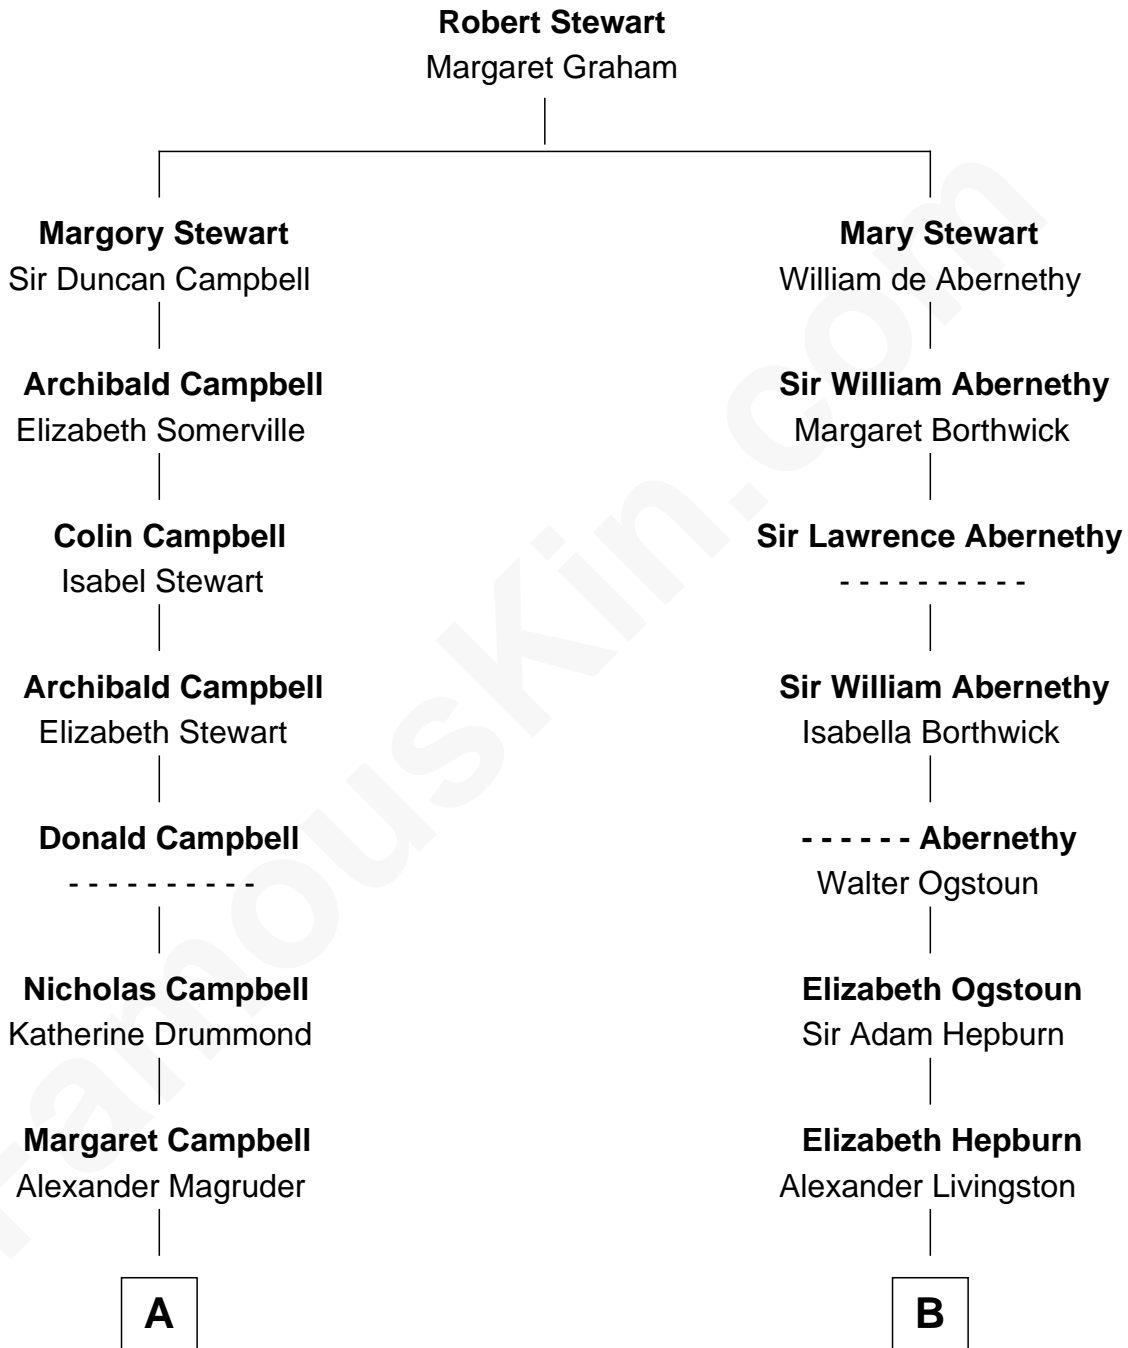 Robert Stewart
Margaret Graham
Margory Stewart
Sir Duncan Campbell
Mary Stewart
William de Abernethy
Archibald Campbell
Elizabeth Somerville
Sir William Abernethy
Margaret Borthwick
Colin Campbell
Isabel Stewart
Sir Lawrence Abernethy
- - - - - - - - - -
Archibald Campbell
Elizabeth Stewart
Sir William Abernethy
Isabella Borthwick
Donald Campbell
- - - - - - - - - -
- - - - - - Abernethy
Walter Ogstoun
Nicholas Campbell
Katherine Drummond
Elizabeth Ogstoun
Sir Adam Hepburn
Margaret Campbell
Alexander Magruder
Elizabeth Hepburn
Alexander Livingston
A
B
FamousKin.com